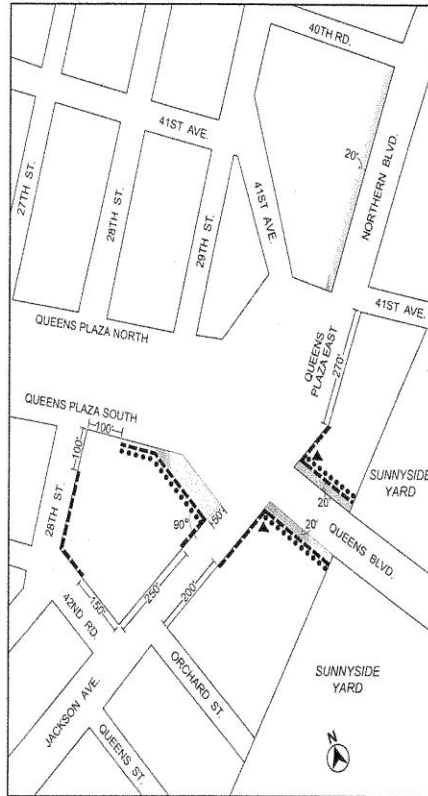 40TH RD.
41ST AVE.
20'
NORTHERN BLVD.
27TH ST.
28TH ST.
29TH ST.
41ST AVE.
41ST AVE.
QUEENS PLAZA NORTH
QUEENS
PLAZA EAST
270'
QUEENS PLAZA SOUTH
100'
100'
SUNNYSIDE
YARD
20'
28TH ST.
90°
50'
20'
QUEENS BLVD.
42ND RD.
150'
250'
200'
JACKSON AVE.
ORCHARD ST.
QUEENS ST.
SUNNYSIDE
YARD
N